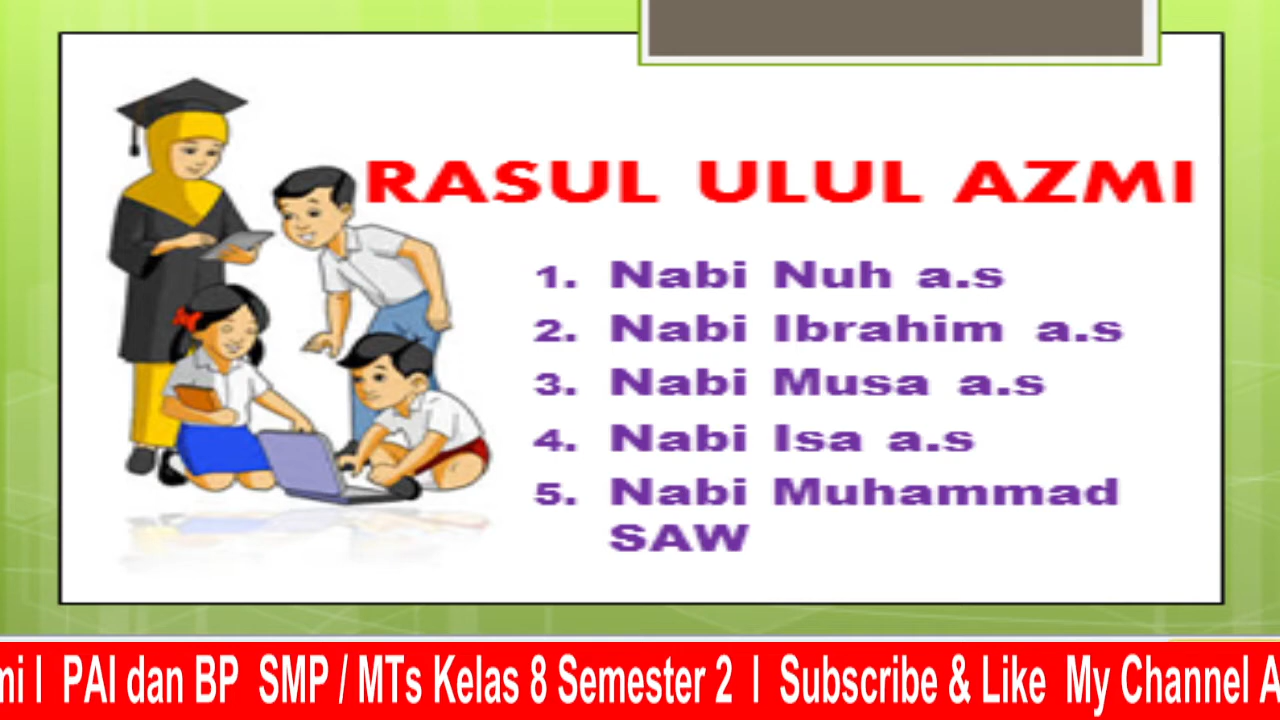 RASUL ULUL AZMI
1. Nabi Nuh a.s
2. Nabi Ibrahim a.s
3. Nabi Musa a.s
4. Nabi Isa a.s
5. Nabi Muhammad
SAW
mi I PAI dan BP SMP / MTs Kelas 8 Semester 2 I Subscribe & Like My Channel A